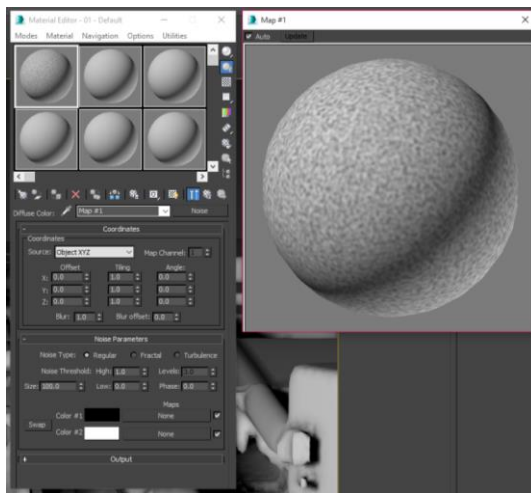 Material Editor - 01 - Default
Map #1
Modes Material Navigation Options Utilities
Auto Update
Diffuse Color: Map #1 Noise
Coordinates
Coordinates
Source: Object XYZ Map Channel: 1
Offset Tiling Angle:
X: 0.0 1.0 0.0
Y: 0.0 1.0 0.0
Z: 0.0 1.0 0.0
Blur: 1.0 Blur offset: 0.0
Noise Parameters
Noise Type: Regular Fractal Turbulence
Noise Threshold: High: 1.0 Levels:
Size: 100.0 Low: 0.0 Phase: 0.0
Maps
Color #1 None
Swap
Color #2 None
Output